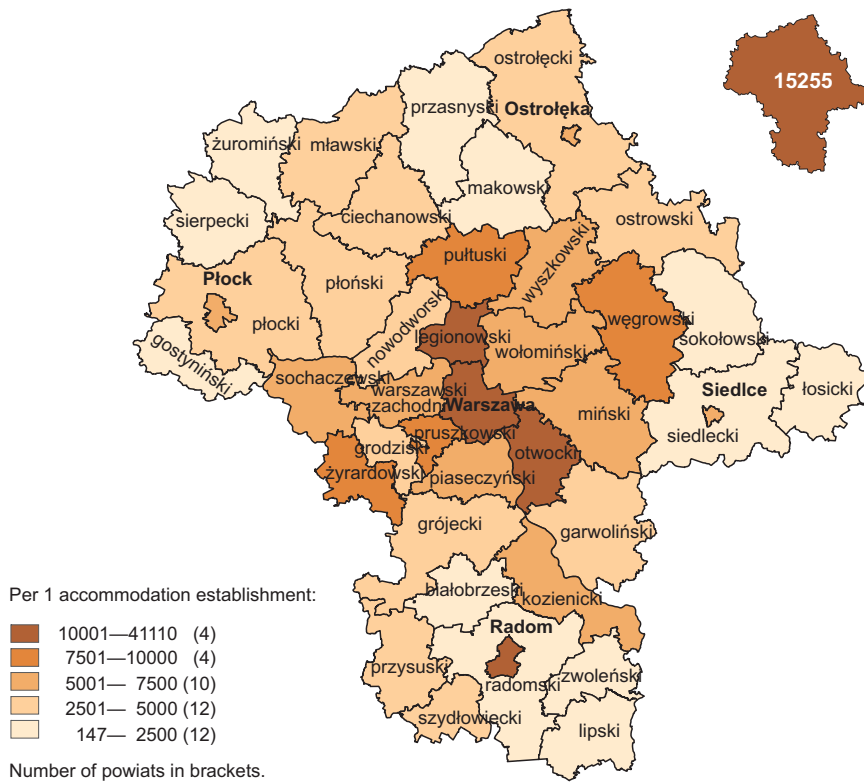 ostrołęcki
15255
przasnyski
Ostrołęka
żuromiński
mławski
makowski
sierpecki
ciechanowski
ostrowski
pułtuski
wyszkowski
Płock
płoński
nowodworski
węgrowski
płocki
legionowski
sokołowski
gostyniński
wołomiński
sochaczewski
warszawski
zachodni
Warszawa
Siedlce
łosicki
miński
siedlecki
pruszkowski
grodziski
otwocki
żyrardowski
piaseczyński
grójecki
garwoliński
białobrzeski
kozienicki
Per 1 accommodation establishment:
10001—41110 (4)
7501—10000 (4)
5001— 7500 (10)
2501— 5000 (12)
147— 2500 (12)
Radom
przysuski
zwoleński
radomski
szydłowiecki
lipski
Number of powiats in brackets.